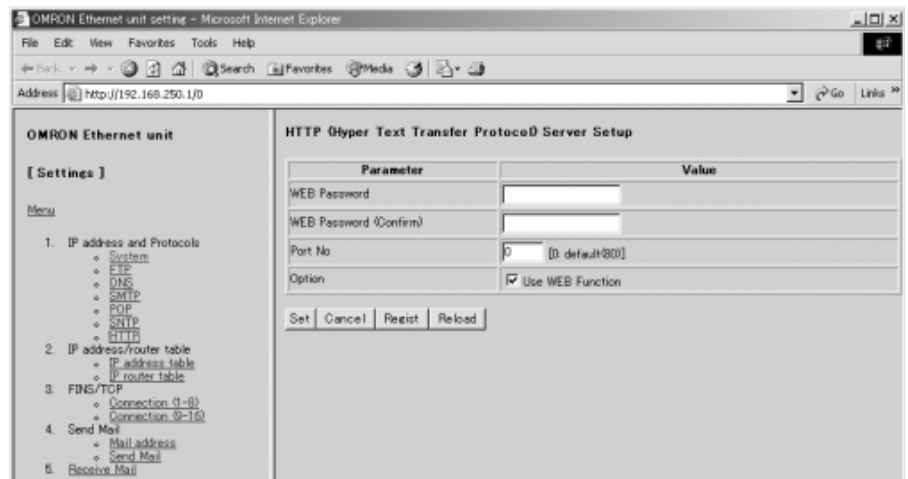 OMRON Ethernet unit setting - Microsoft Internet Explorer
File Edit View Favorites Tools Help
Back Search Favorites Media
Address http://192.168.250.1/0 Go Links »
OMRON Ethernet unit
[ Settings ]
Menu
1. IP address and Protocols
System
FTP
DNS
SMTP
POP
SNTP
HTTP
2. IP address/router table
IP address table
IP router table
3. FINS/TCP
Connection (1-8)
Connection (9-16)
4. Send Mail
Mail address
Send Mail
5. Receive Mail
HTTP (Hyper Text Transfer Protocol) Server Setup
Parameter Value
WEB Password
WEB Password (Confirm)
Port No 0 [0: default(80)]
Option Use WEB Function
Set Cancel Regist Reload